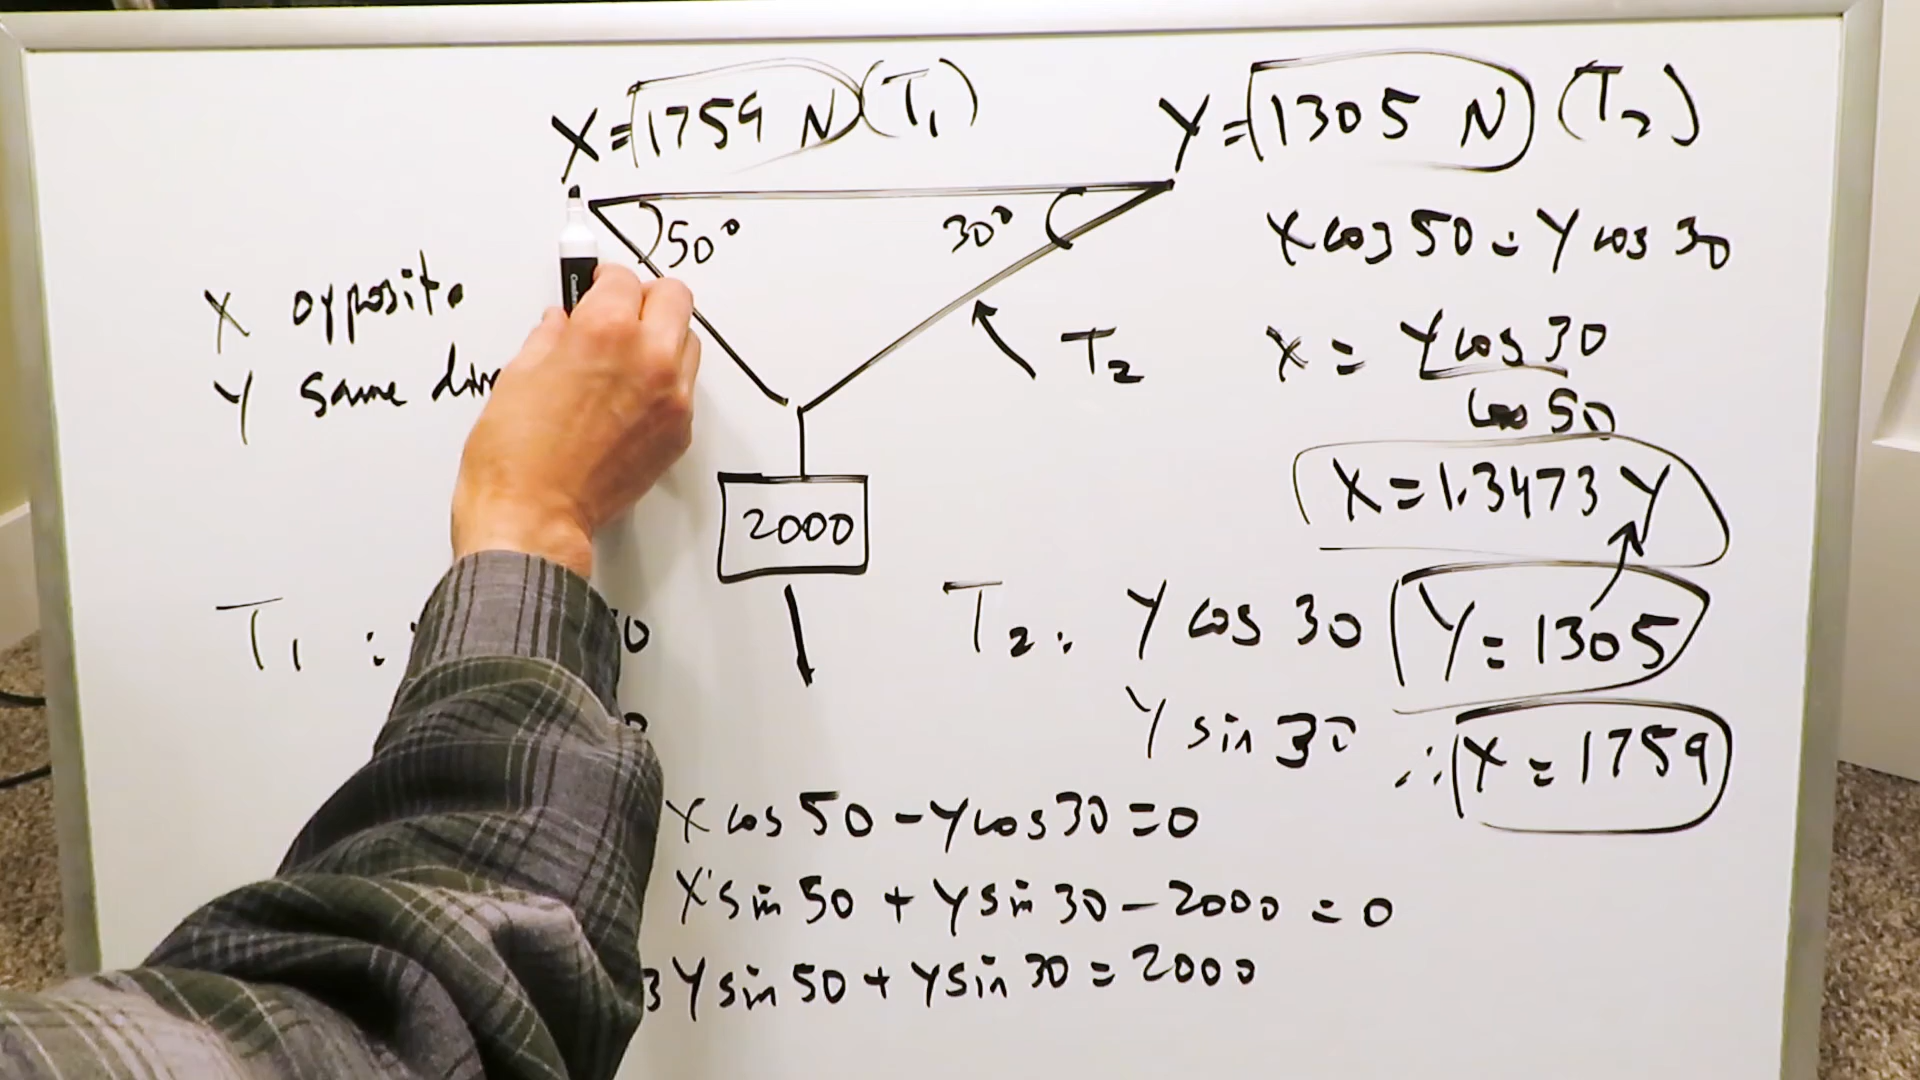 X = 1759 N (T1)
Y = 1305 N (T2)
50°
30°
X cos 50 = Y cos 30
X opposite
Y same
T2
X = Y cos 30
cos 50
X = 1.3473 Y
2000
T1 :
T2 : Y cos 30
Y = 1305
Y sin 30
∴ X = 1759
X cos 50 - Y cos 30 = 0
X sin 50 + Y sin 30 - 2000 = 0
3 Y sin 50 + Y sin 30 = 2000